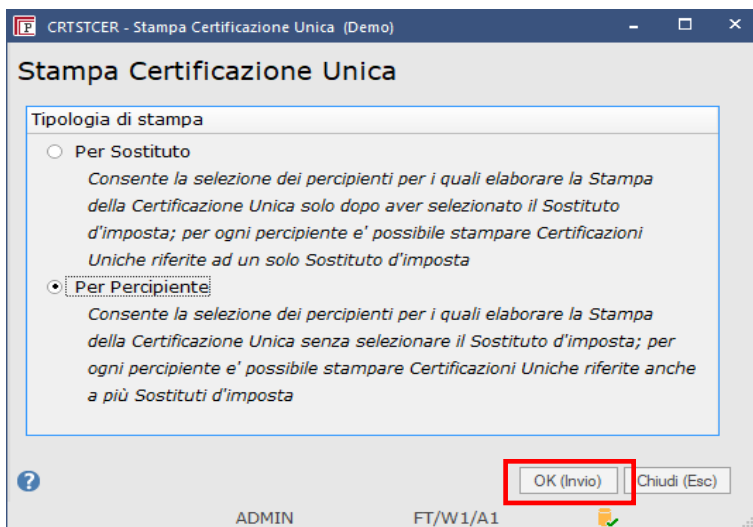 CRTSTCER - Stampa Certificazione Unica (Demo)
Stampa Certificazione Unica
Tipologia di stampa
Per Sostituto
Consente la selezione dei percipienti per i quali elaborare la Stampa
della Certificazione Unica solo dopo aver selezionato il Sostituto
d'imposta; per ogni percipiente e' possibile stampare Certificazioni
Uniche riferite ad un solo Sostituto d'imposta
Per Percipiente
Consente la selezione dei percipienti per i quali elaborare la Stampa
della Certificazione Unica senza selezionare il Sostituto d'imposta; per
ogni percipiente e' possibile stampare Certificazioni Uniche riferite anche
a più Sostituti d'imposta
OK (Invio) Chiudi (Esc)
ADMIN FT/W1/A1